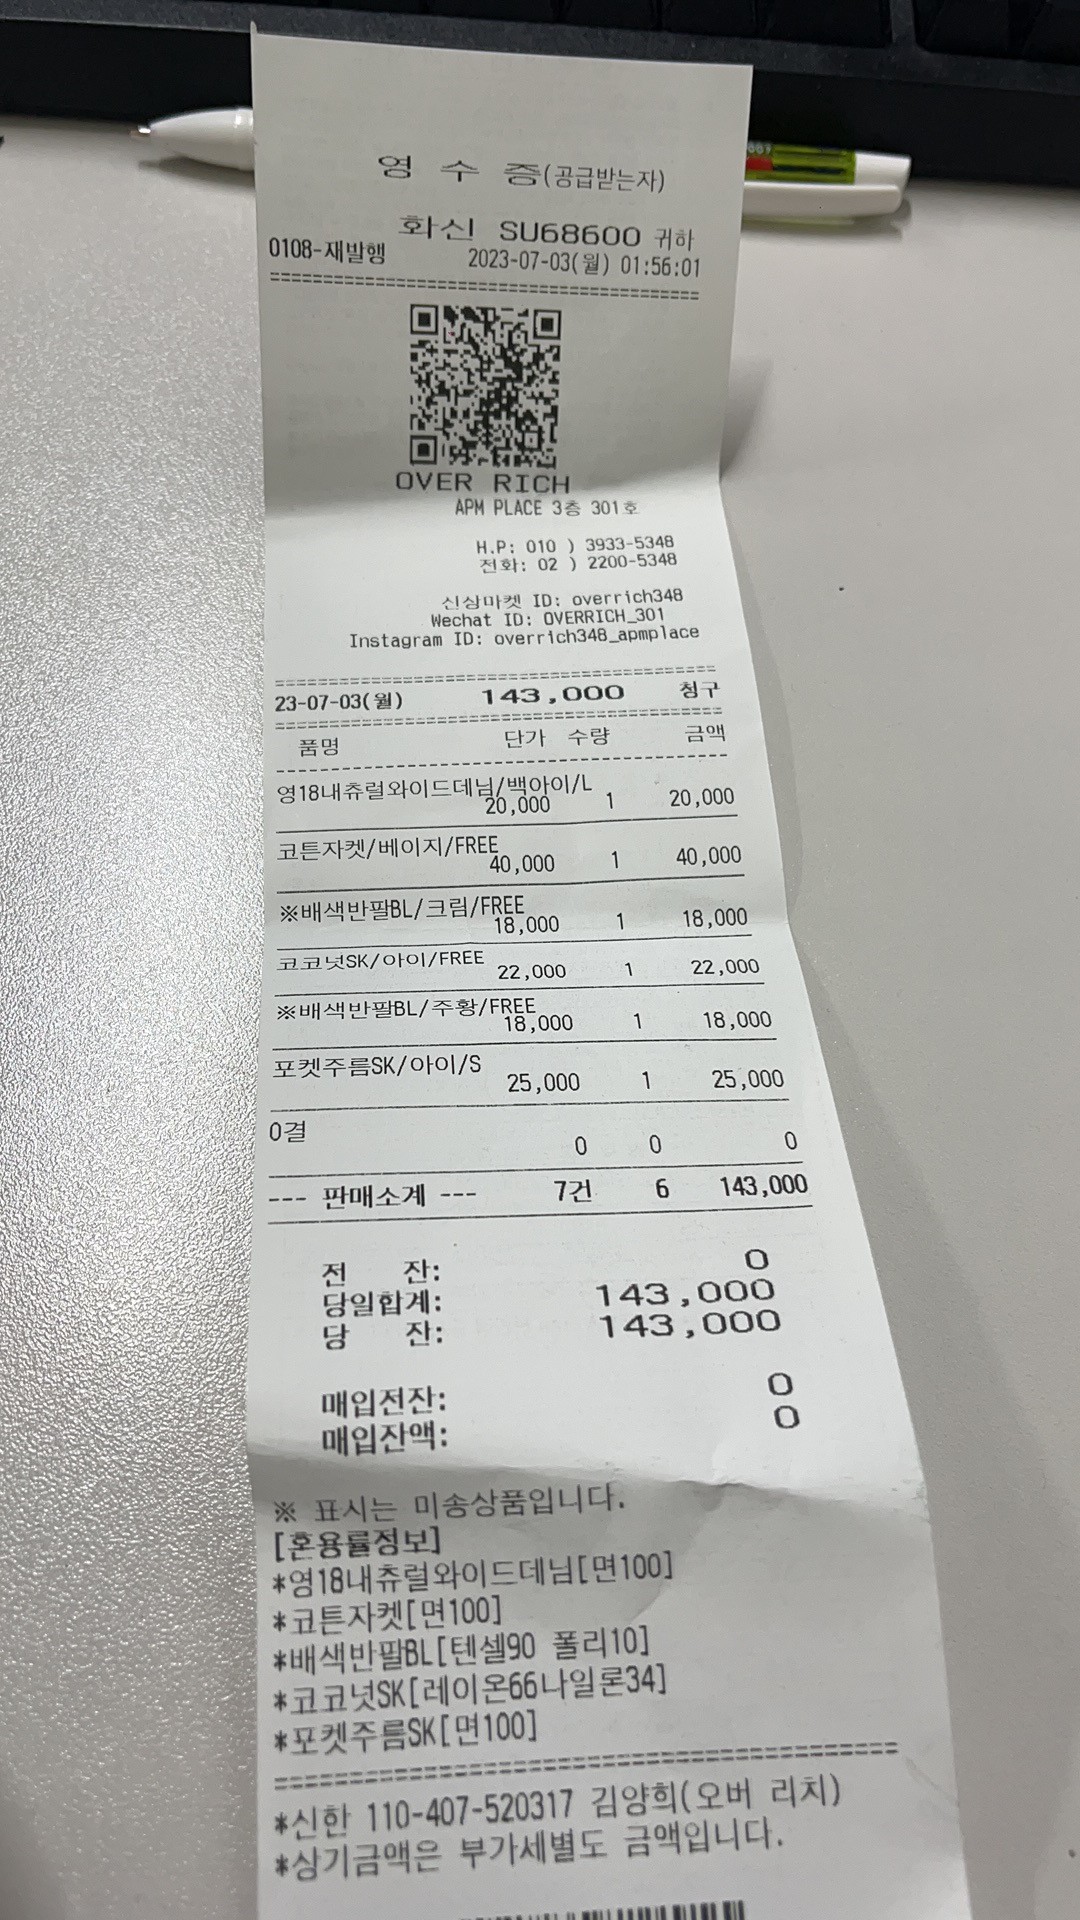 영 수 증(공급받는자)
화신 SU68600 귀하
0108-재발행 2023-07-03(월) 01:56:01
========================================
OVER RICH
APM PLACE 3층 301호
H.P: 010 ) 3933-5348
전화: 02 ) 2200-5348
신상마켓 ID: overrich348
Wechat ID: OVERRICH_301
Instagram ID: overrich348_apmplace
========================================
23-07-03(월) 143,000 청구
========================================
품명 단가 수량 금액
----------------------------------------
영18내츄럴와이드데님/백아이/L
20,000 1 20,000
코튼자켓/베이지/FREE
40,000 1 40,000
※배색반팔BL/크림/FREE
18,000 1 18,000
코코넛SK/아이/FREE
22,000 1 22,000
※배색반팔BL/주황/FREE
18,000 1 18,000
포켓주름SK/아이/S
25,000 1 25,000
0결
0 0 0
--- 판매소계 --- 7건 6 143,000
전 잔: 0
당일합계: 143,000
당 잔: 143,000
매입전잔: 0
매입잔액: 0
※ 표시는 미송상품입니다.
[혼용률정보]
*영18내츄럴와이드데님[면100]
*코튼자켓[면100]
*배색반팔BL[텐셀90 폴리10]
*코코넛SK[레이온66나일론34]
*포켓주름SK[면100]
========================================
*신한 110-407-520317 김양희(오버 리치)
*상기금액은 부가세별도 금액입니다.